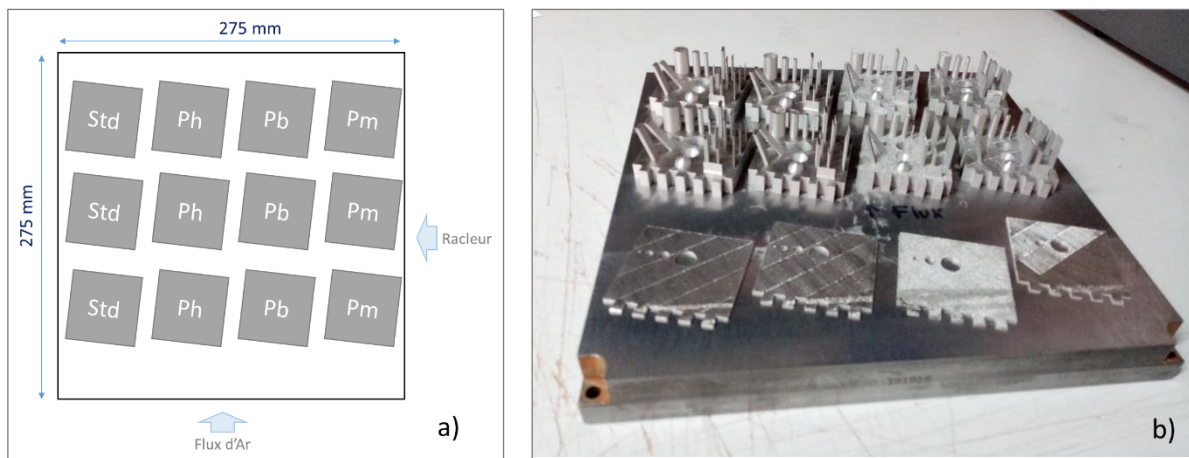 275 mm
275 mm
Std Ph Pb Pm
Std Ph Pb Pm
Std Ph Pb Pm
Racleur
Flux d'Ar
a)
Flux
b)